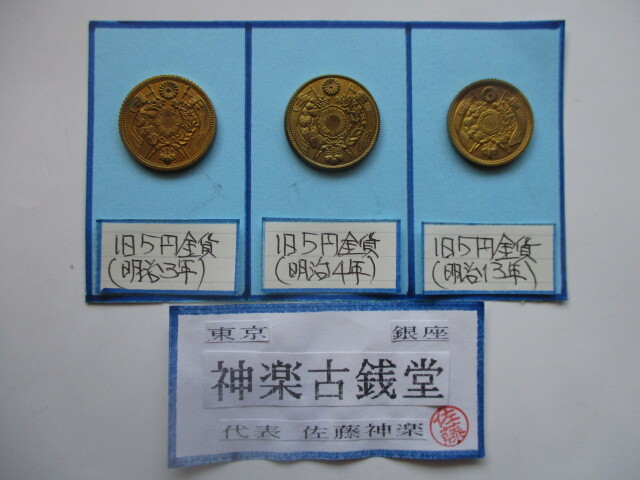 旧5円金貨
(明治3年)
旧5円金貨
(明治4年)
旧5円金貨
(明治13年)
東京 銀座
神楽古銭堂
代表 佐藤神楽
佐藤